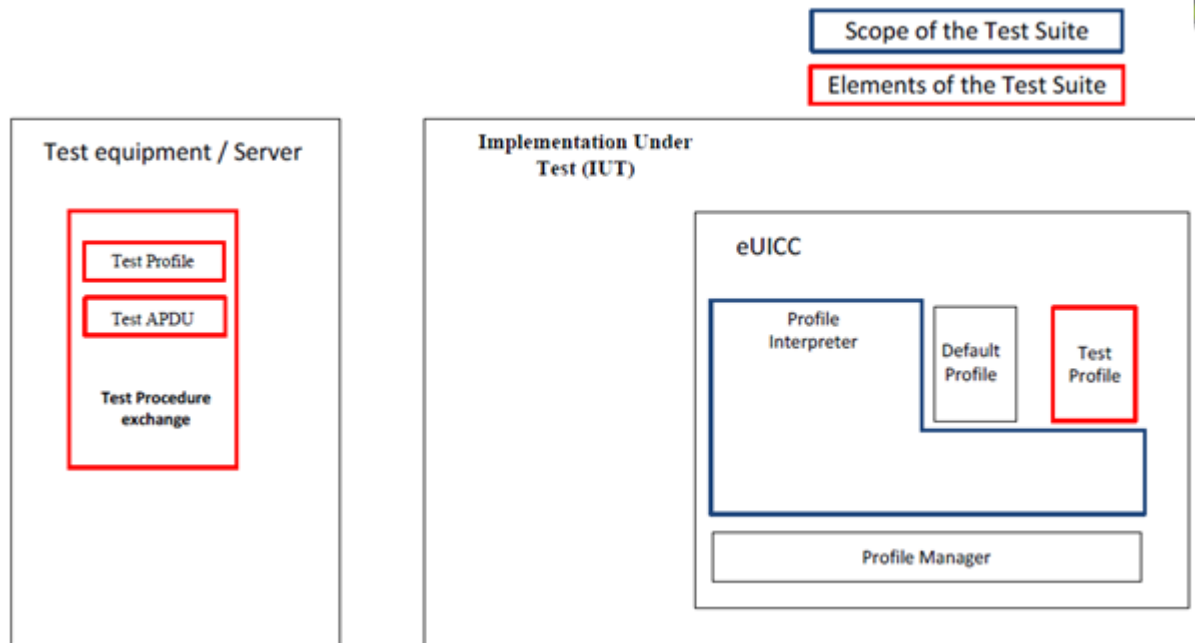 Scope of the Test Suite
Elements of the Test Suite
Test equipment / Server
Test Profile
Test APDU
Test Procedure
exchange
Implementation Under
Test (IUT)
eUICC
Profile
Interpreter
Default
Profile
Test
Profile
Profile Manager